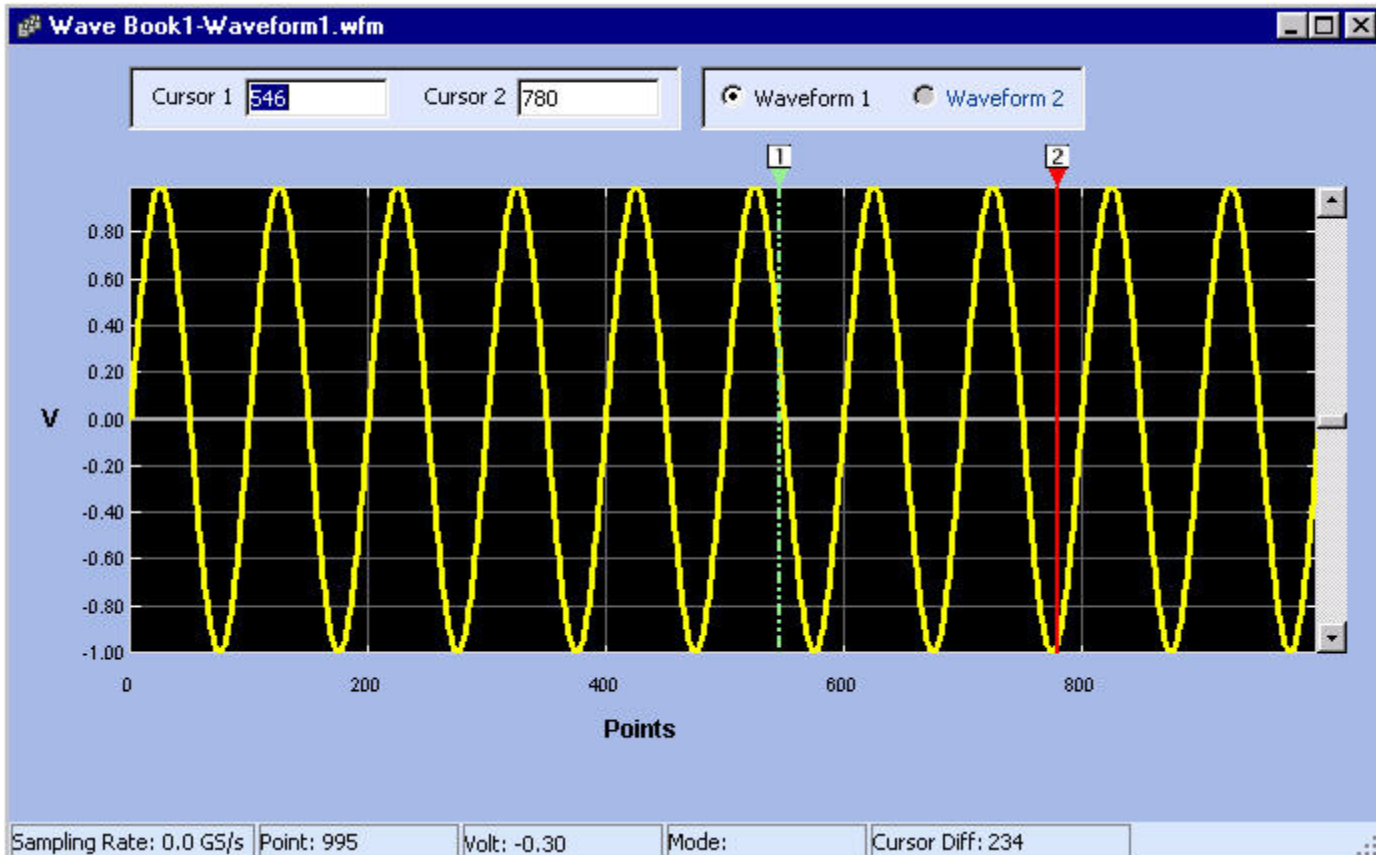 Wave Book1-Waveform1.wfm
Cursor 1 546 Cursor 2 780 Waveform 1 Waveform 2
1 2
0.80
0.60
0.40
0.20
V 0.00
-0.20
-0.40
-0.60
-0.80
-1.00
0 200 400 600 800
Points
Sampling Rate: 0.0 GS/s Point: 995 Volt: -0.30 Mode: Cursor Diff: 234